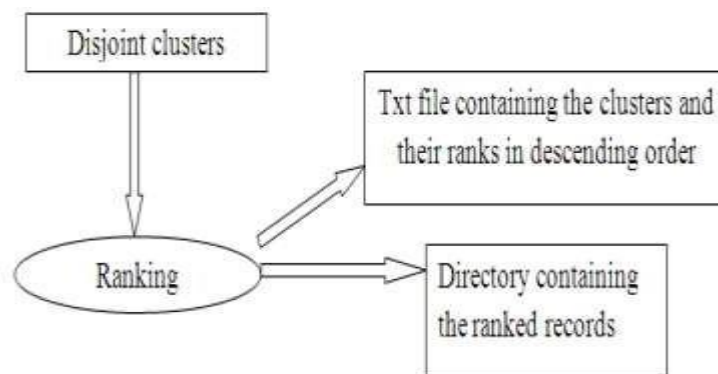 Disjoint clusters
Txt file containing the clusters and
their ranks in descending order
Ranking
Directory containing
the ranked records